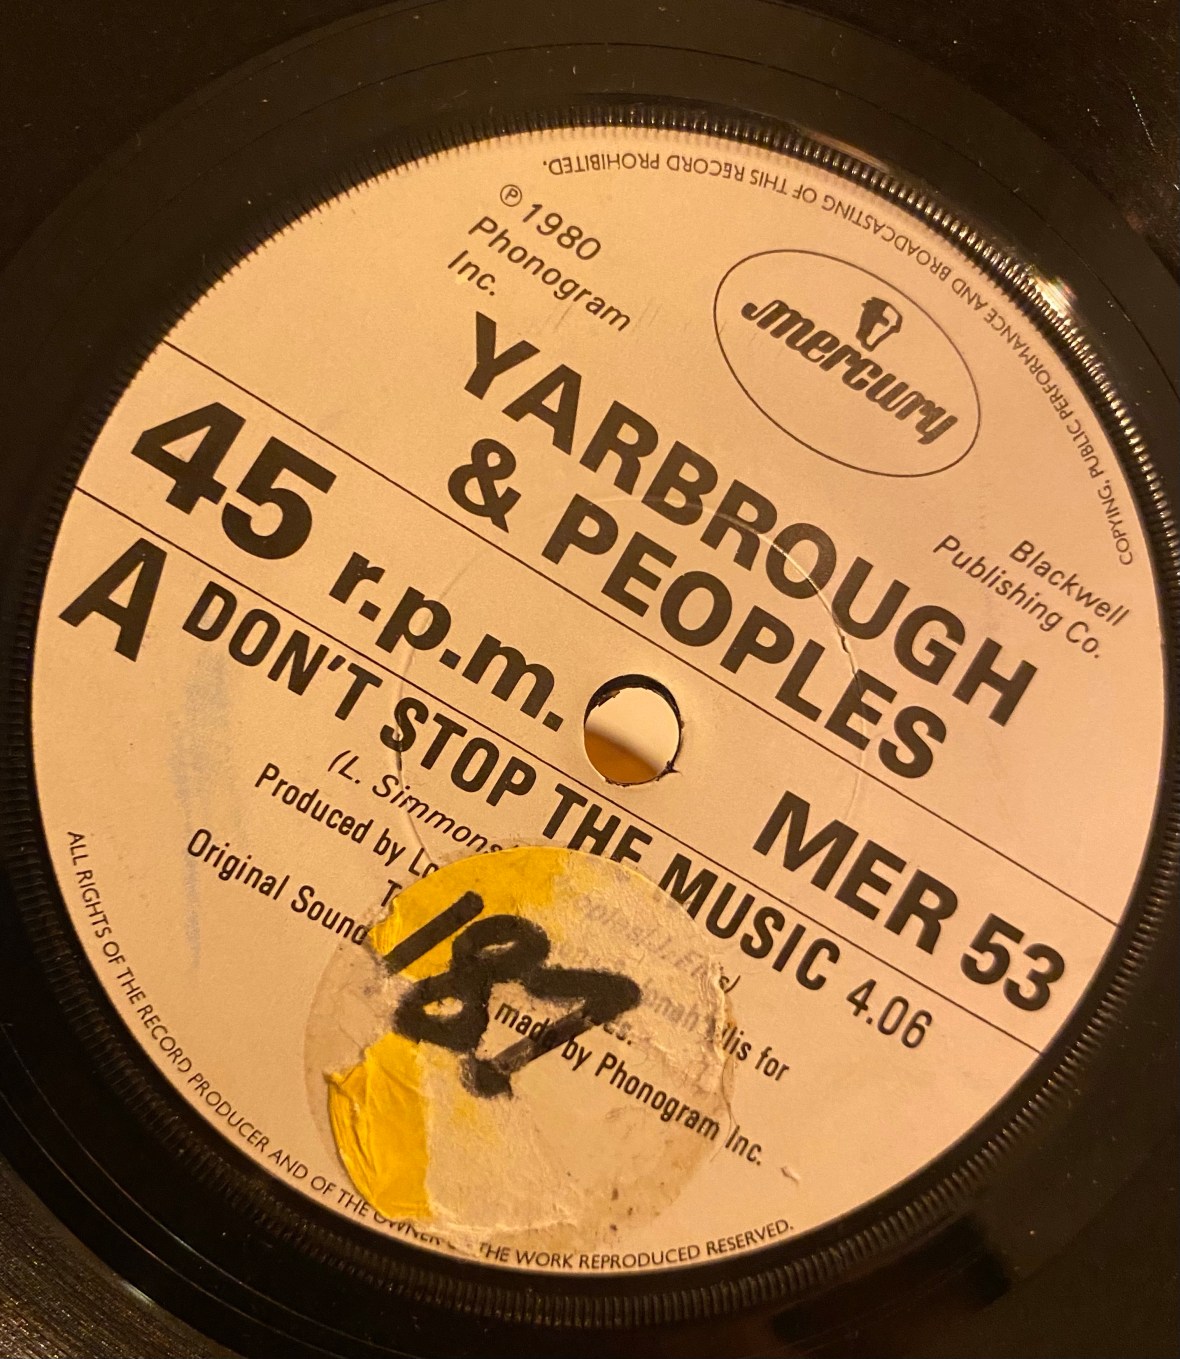 ℗ 1980
Phonogram
Inc.
mercury
YARBROUGH
& PEOPLES
Blackwell
Publishing Co.
45 r.p.m.
MER 53
A DON'T STOP THE MUSIC 4.06
(L. Simmons
Produced by for
Original Sound made by Phonogram Inc.
187
COPYING, PUBLIC PERFORMANCE AND BROADCASTING OF THIS RECORD PROHIBITED.
ALL RIGHTS OF THE RECORD PRODUCER AND OF THE OWNER THE WORK REPRODUCED RESERVED.